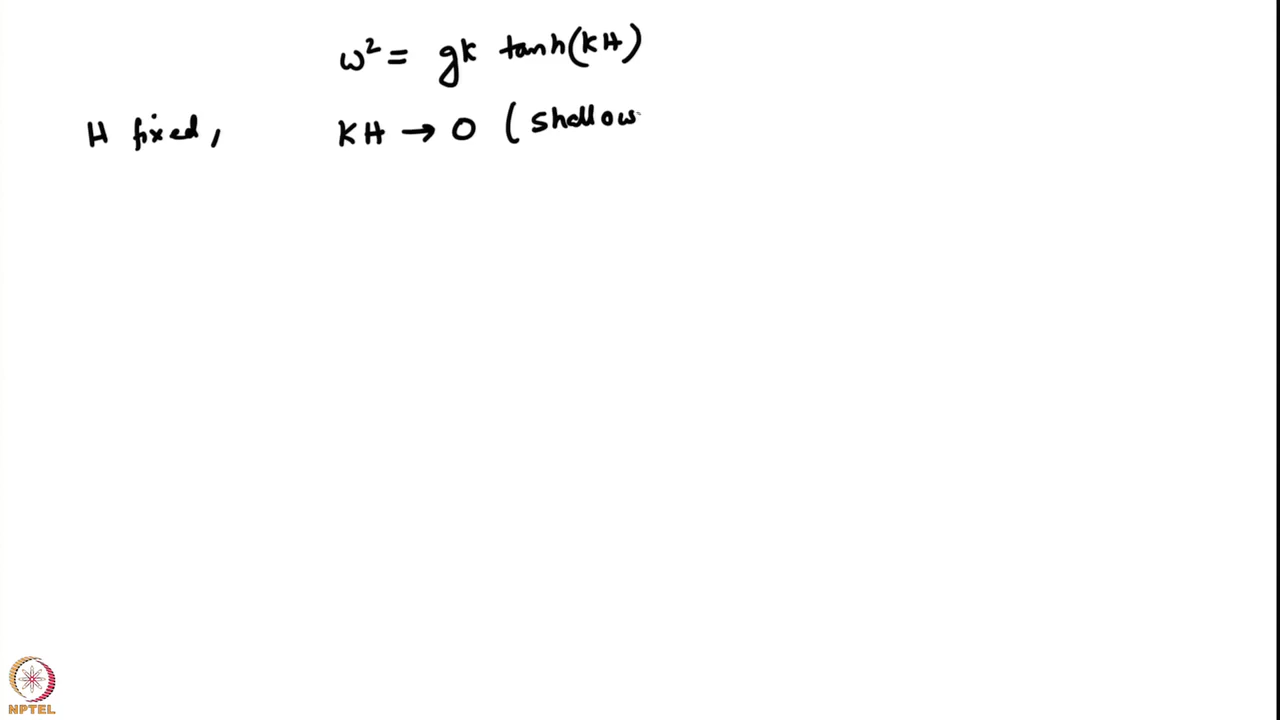 ω² = gk tanh(KH)
H fixed, KH → 0 (shallow
NPTEL